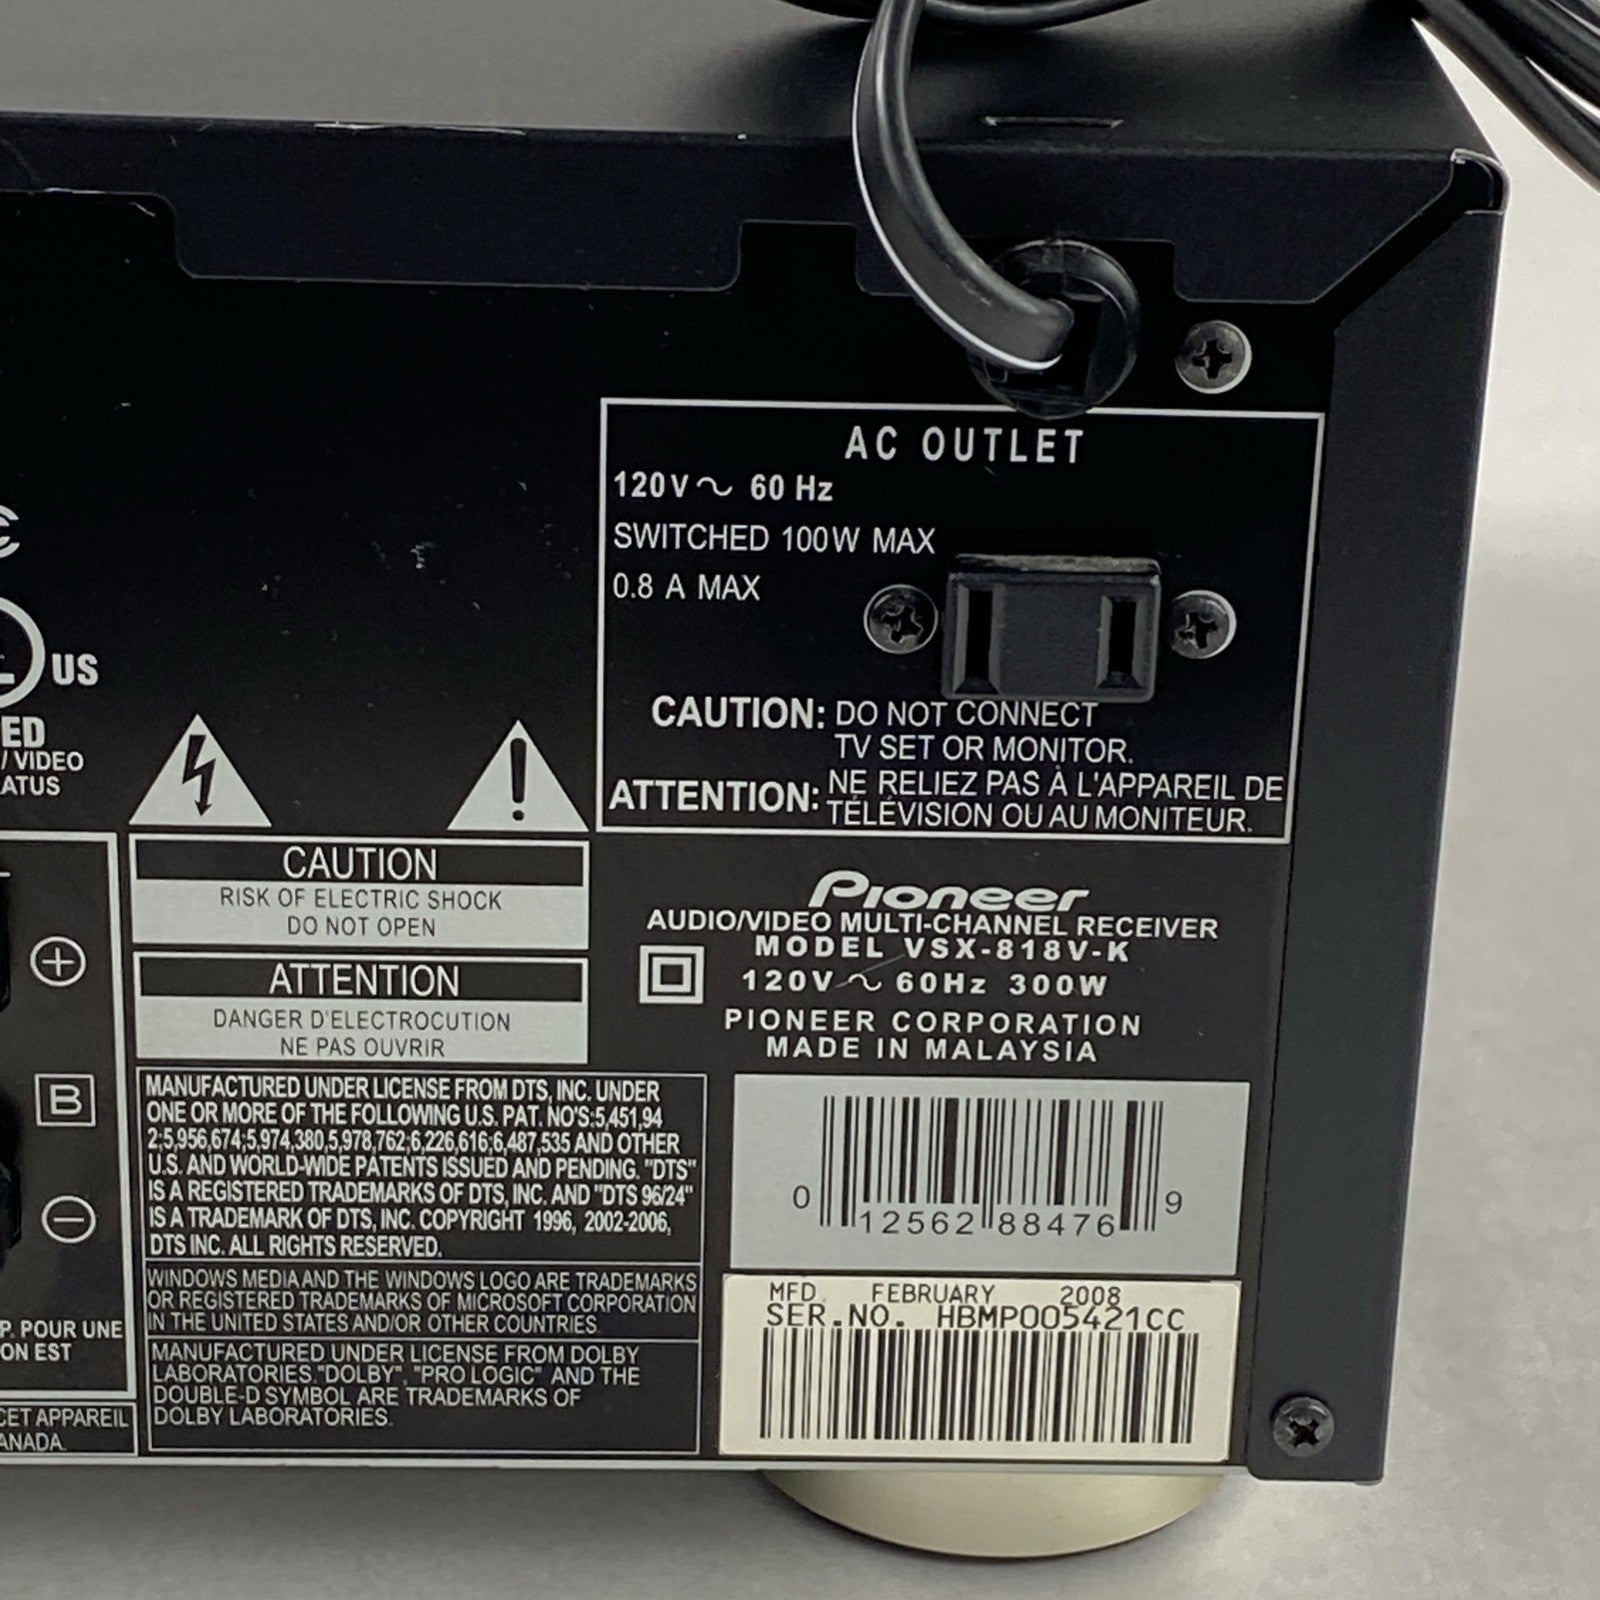 AC OUTLET
120V～ 60 Hz
SWITCHED 100W MAX
0.8 A MAX
CAUTION: DO NOT CONNECT
TV SET OR MONITOR.
ATTENTION: NE RELIEZ PAS À L'APPAREIL DE
TÉLÉVISION OU AU MONITEUR.
US
ED
/ VIDEO
ATUS
CAUTION
RISK OF ELECTRIC SHOCK
DO NOT OPEN
ATTENTION
DANGER D'ELECTROCUTION
NE PAS OUVRIR
Pioneer
AUDIO/VIDEO MULTI-CHANNEL RECEIVER
MODEL VSX-818V-K
120V～ 60Hz 300W
PIONEER CORPORATION
MADE IN MALAYSIA
B
MANUFACTURED UNDER LICENSE FROM DTS, INC. UNDER
ONE OR MORE OF THE FOLLOWING U.S. PAT. NO'S:5,451,94
2;5,956,674;5,974,380,5,978,762;6,226,616;6,487,535 AND OTHER
U.S. AND WORLD-WIDE PATENTS ISSUED AND PENDING. "DTS"
IS A REGISTERED TRADEMARKS OF DTS, INC. AND "DTS 96/24"
IS A TRADEMARK OF DTS, INC. COPYRIGHT 1996, 2002-2006,
DTS INC. ALL RIGHTS RESERVED.
WINDOWS MEDIA AND THE WINDOWS LOGO ARE TRADEMARKS
OR REGISTERED TRADEMARKS OF MICROSOFT CORPORATION
IN THE UNITED STATES AND/OR OTHER COUNTRIES.
MANUFACTURED UNDER LICENSE FROM DOLBY
LABORATORIES."DOLBY", "PRO LOGIC" AND THE
DOUBLE-D SYMBOL ARE TRADEMARKS OF
DOLBY LABORATORIES.
P. POUR UNE
ON EST
CET APPAREIL
ANADA.
0 12562 88476 9
MFD. FEBRUARY 2008
SER.NO. HBMP005421CC